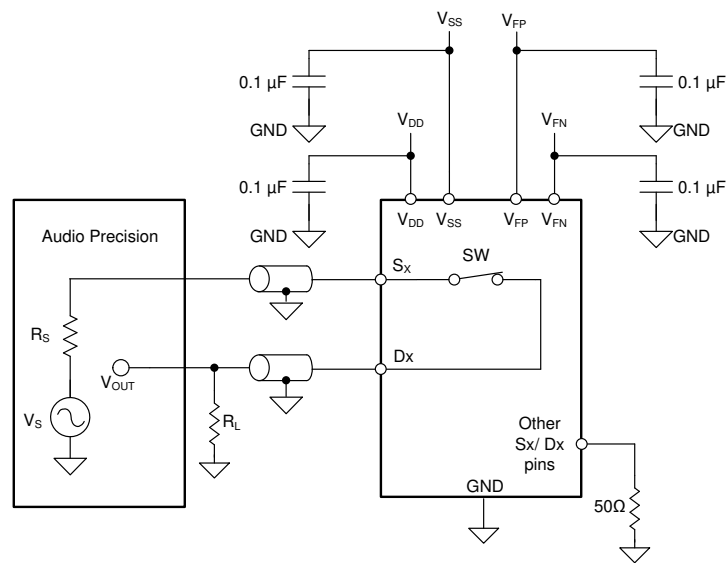 VSS VFP
0.1 µF 0.1 µF
GND GND
VDD VFN
0.1 µF 0.1 µF
GND GND
VDD VSS VFP VFN
Audio Precision
SX SW
RS
Dx
VOUT
VS
RL
Other
Sx/ Dx
pins
GND
50Ω